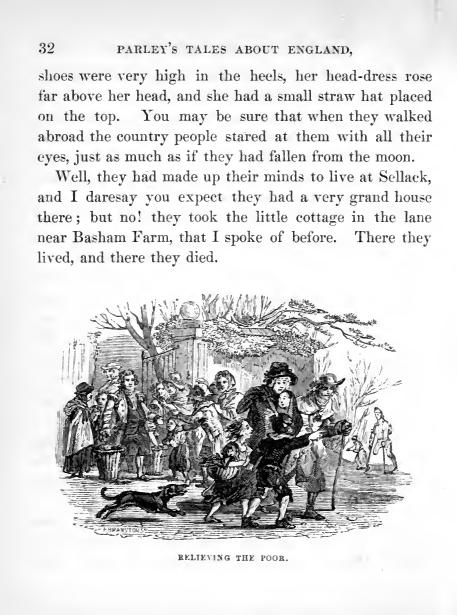 32 PARLEY'S TALES ABOUT ENGLAND,
shoes were very high in the heels, her head-dress rose
far above her head, and she had a small straw hat placed
on the top. You may be sure that when they walked
abroad the country people stared at them with all their
eyes, just as much as if they had fallen from the moon.
Well, they had made up their minds to live at Sellack,
and I daresay you expect they had a very grand house
there; but no! they took the little cottage in the lane
near Basham Farm, that I spoke of before. There they
lived, and there they died.
RELIEVING THE POOR.